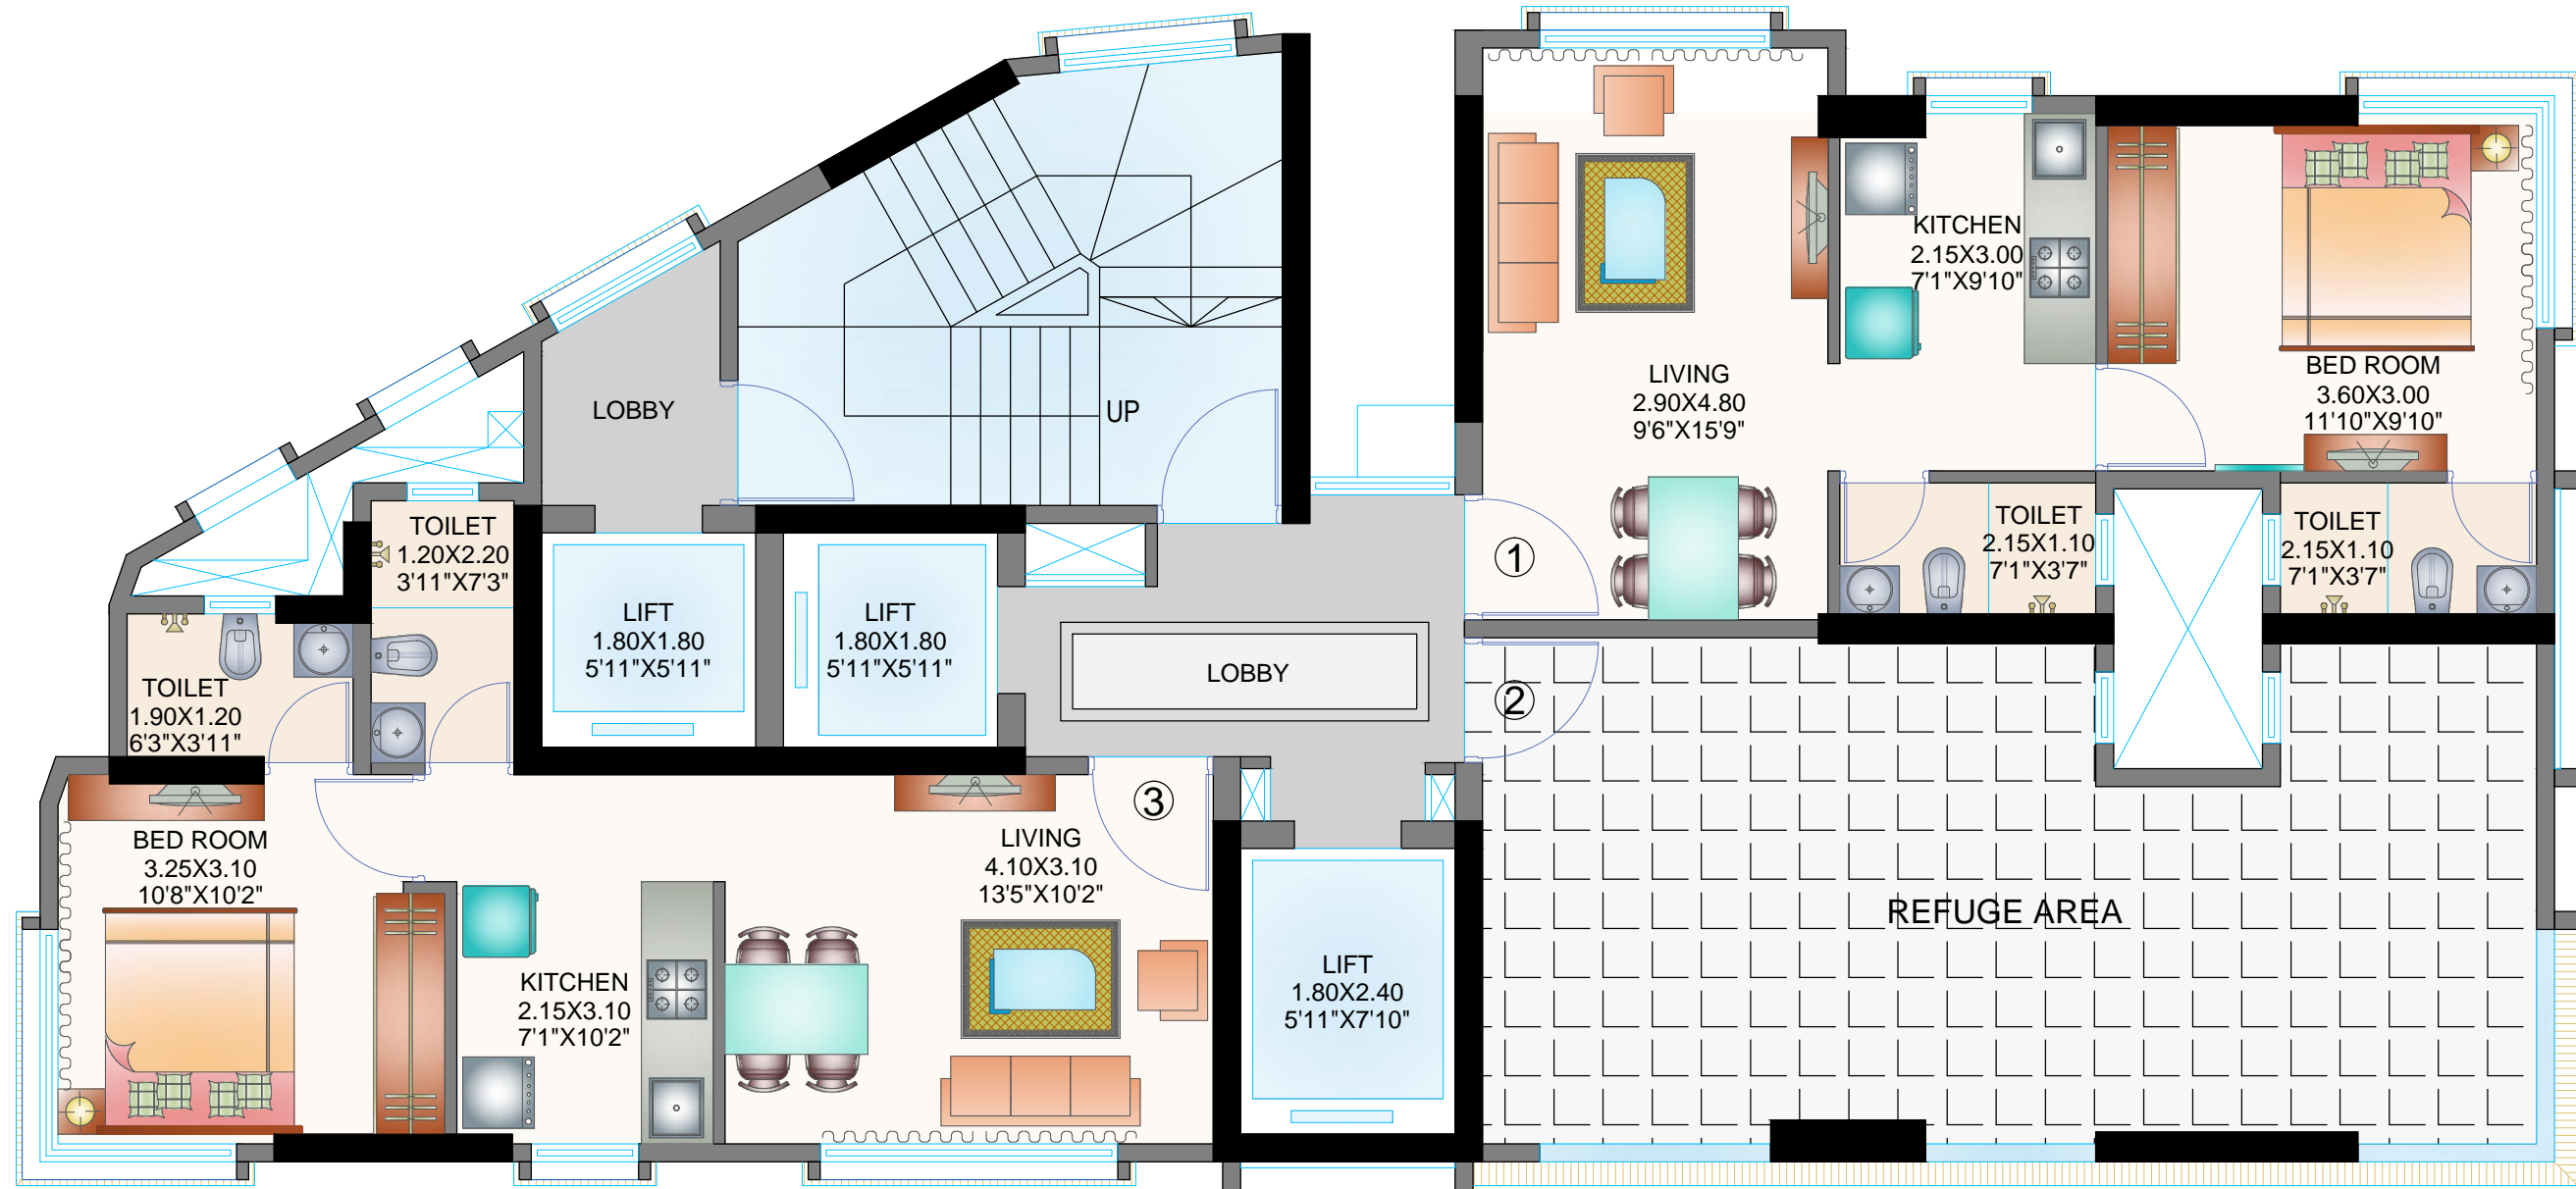 KITCHEN
2.15X3.00
7'1"X9'10"
LIVING
2.90X4.80
9'6"X15'9"
BED ROOM
3.60X3.00
11'10"X9'10"
LOBBY
UP
TOILET
1.20X2.20
3'11"X7'3"
TOILET
2.15X1.10
7'1"X3'7"
TOILET
2.15X1.10
7'1"X3'7"
1
LIFT
1.80X1.80
5'11"X5'11"
LIFT
1.80X1.80
5'11"X5'11"
LOBBY
2
TOILET
1.90X1.20
6'3"X3'11"
3
BED ROOM
3.25X3.10
10'8"X10'2"
LIVING
4.10X3.10
13'5"X10'2"
REFUGE AREA
KITCHEN
2.15X3.10
7'1"X10'2"
LIFT
1.80X2.40
5'11"X7'10"